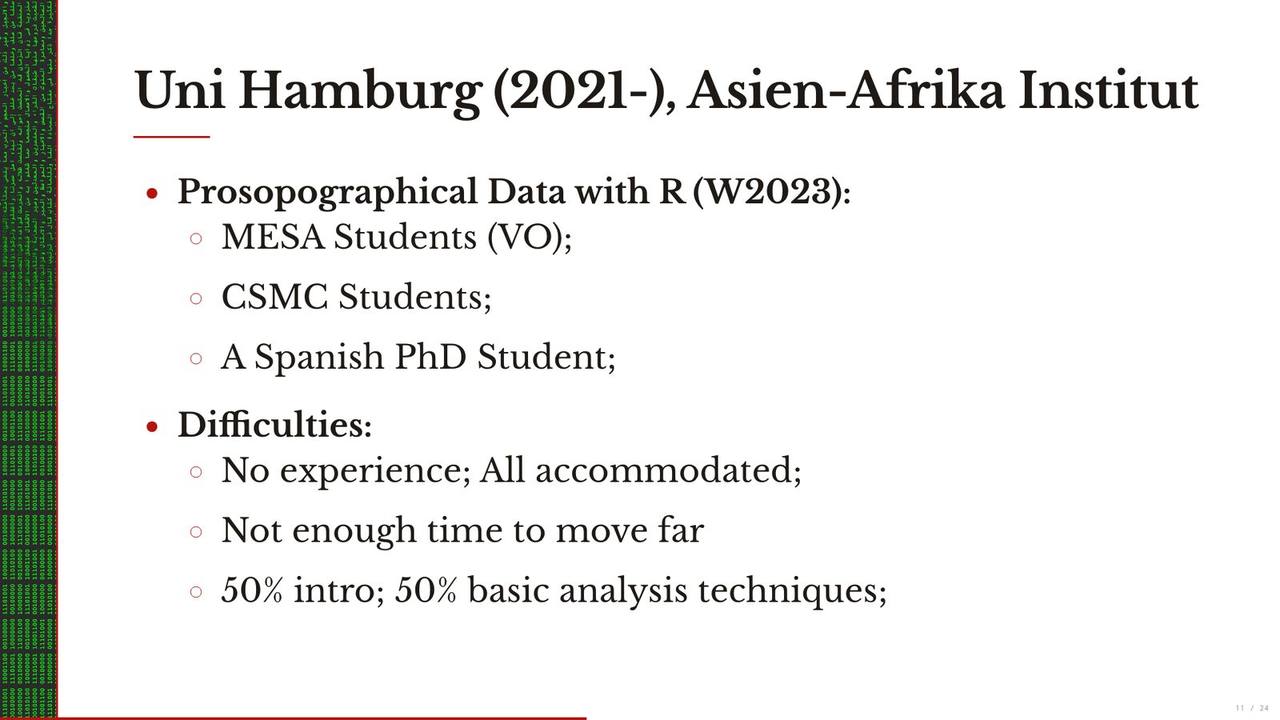 Uni Hamburg (2021-), Asien-Afrika Institut
Prosopographical Data with R (W2023):
MESA Students (VO);
CSMC Students;
A Spanish PhD Student;
Difficulties:
No experience; All accommodated;
Not enough time to move far
50% intro; 50% basic analysis techniques;
11 / 24